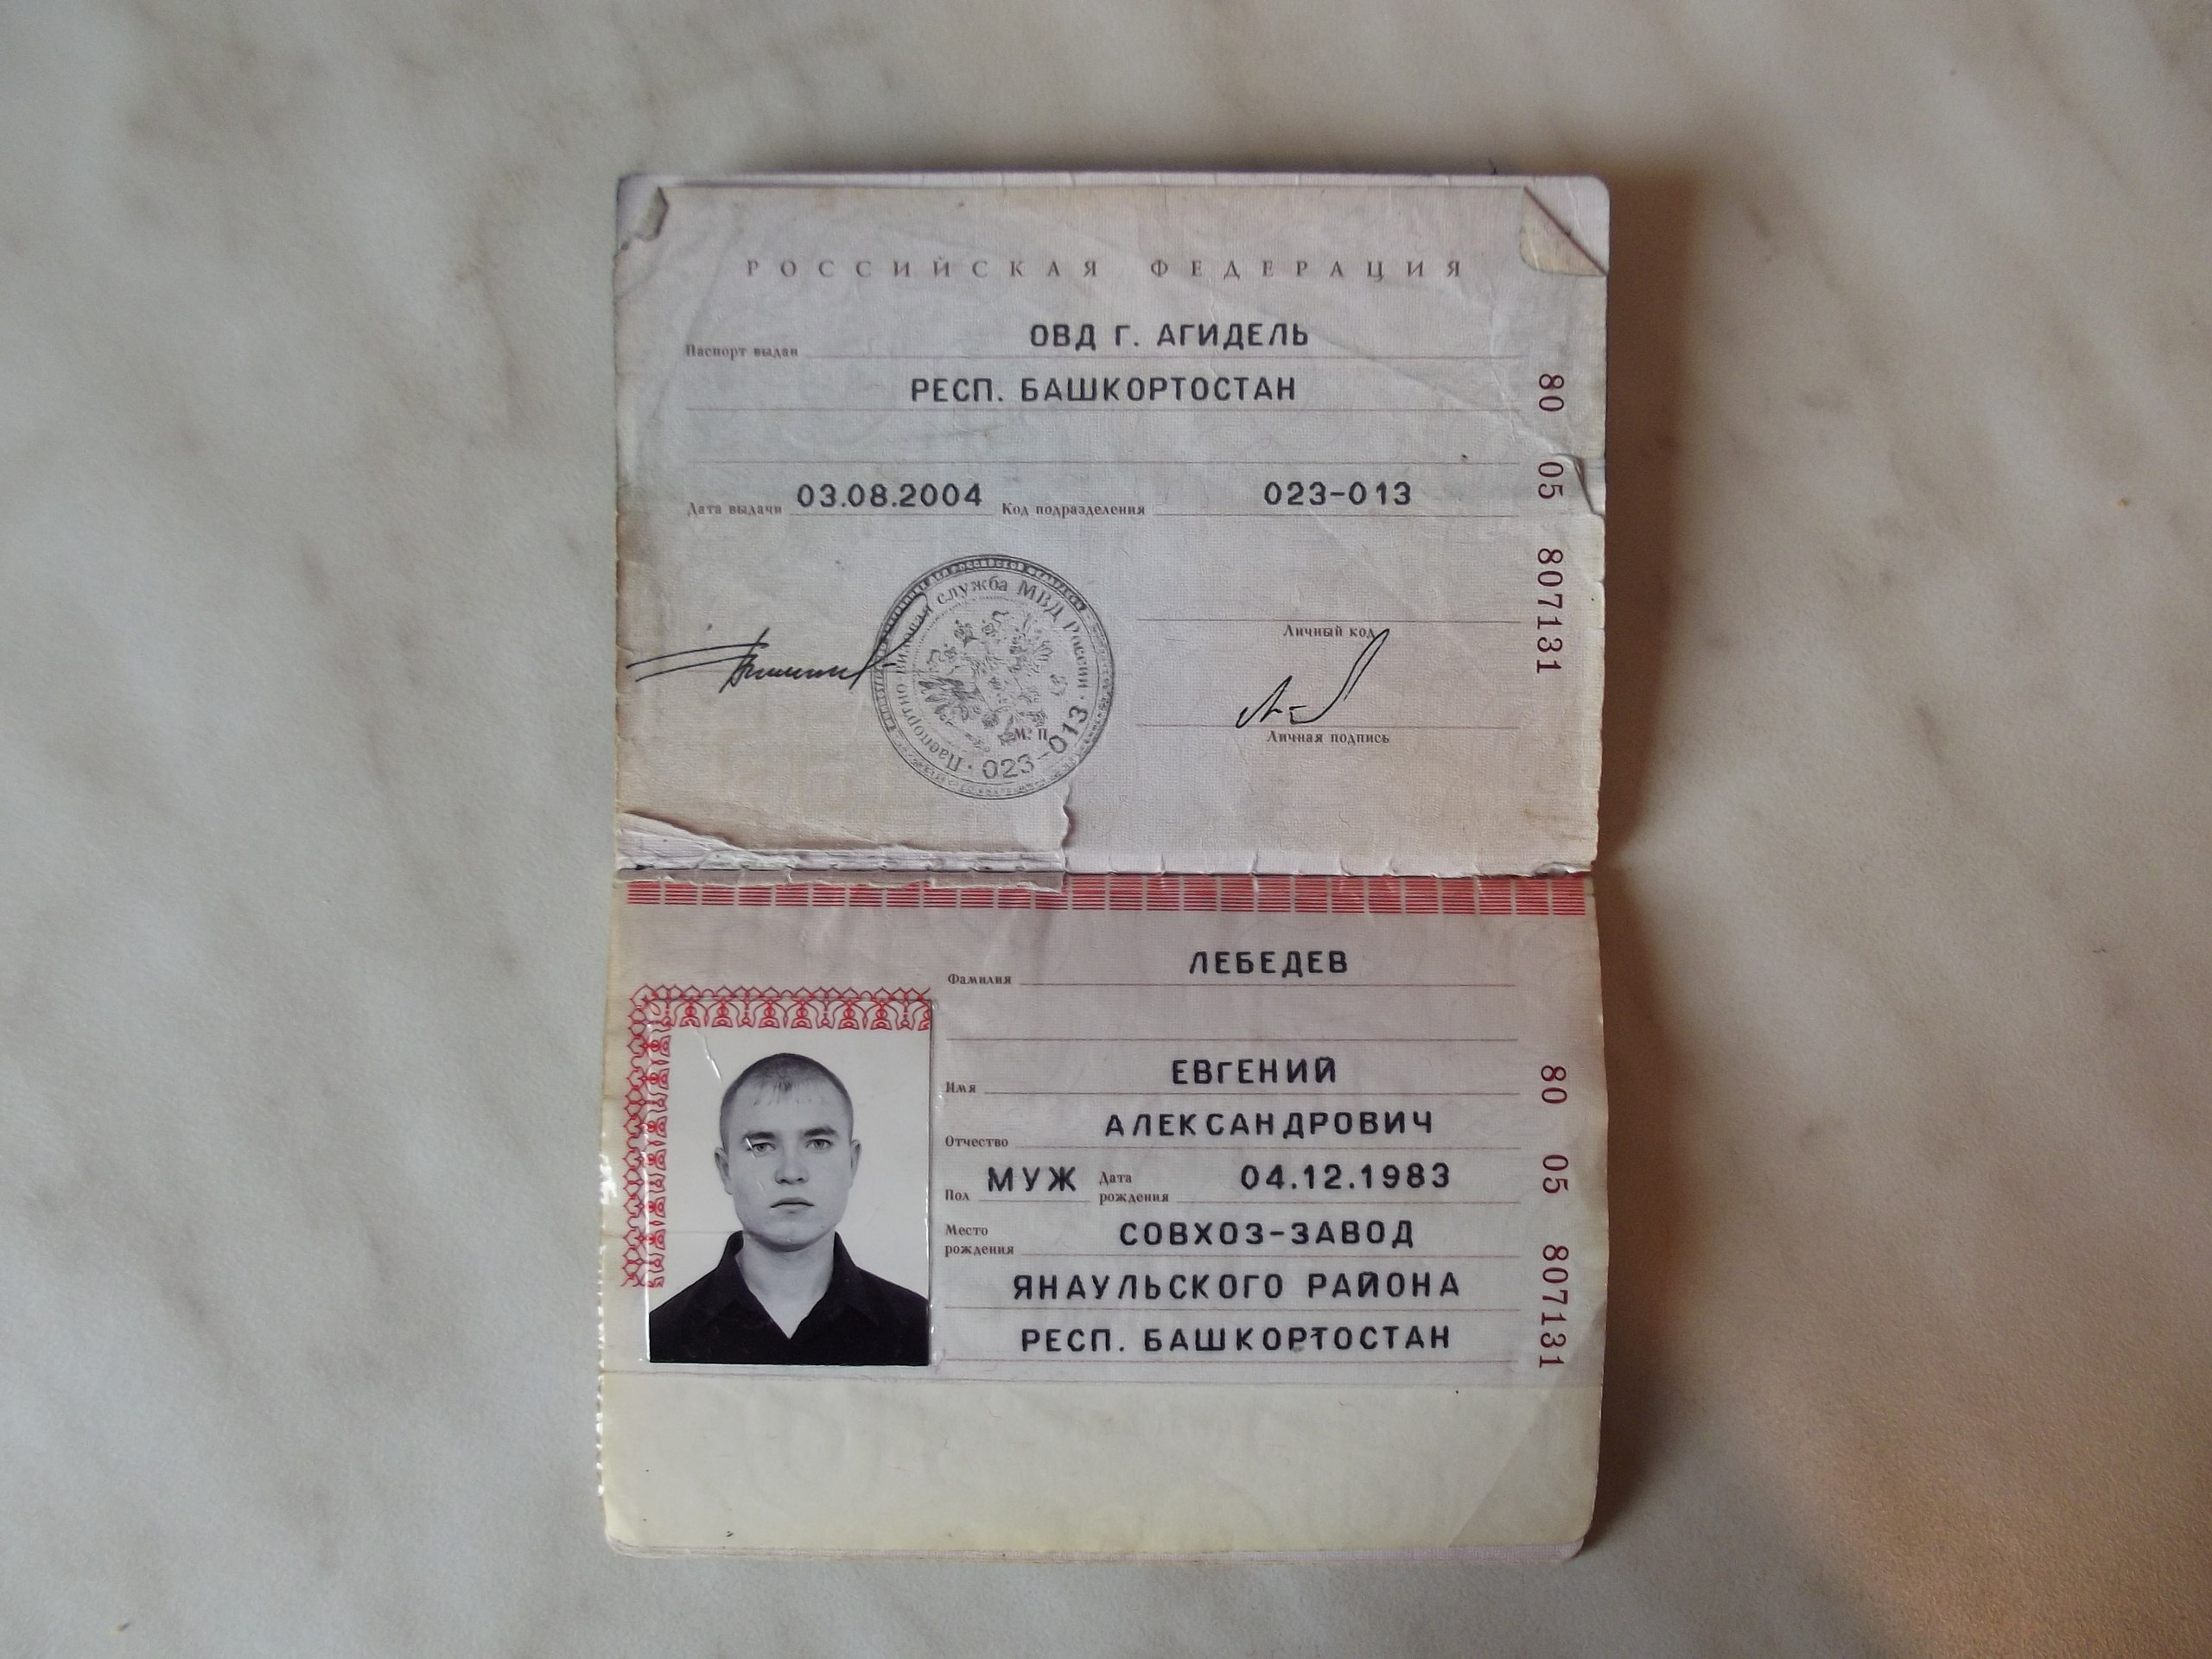 РОССИЙСКАЯ ФЕДЕРАЦИЯ
Паспорт выдан ОВД Г. АГИДЕЛЬ
РЕСП. БАШКОРТОСТАН
Дата выдачи 03.08.2004 Код подразделения 023-013
80 05 807131
Личный код
Паспортно-визовая служба МВД России · 023-013 ·
М. П.
Личная подпись
Фамилия ЛЕБЕДЕВ
Имя ЕВГЕНИЙ
Отчество АЛЕКСАНДРОВИЧ
Пол МУЖ Дата рождения 04.12.1983
Место рождения СОВХОЗ-ЗАВОД
ЯНАУЛЬСКОГО РАЙОНА
РЕСП. БАШКОРТОСТАН
80 05 807131